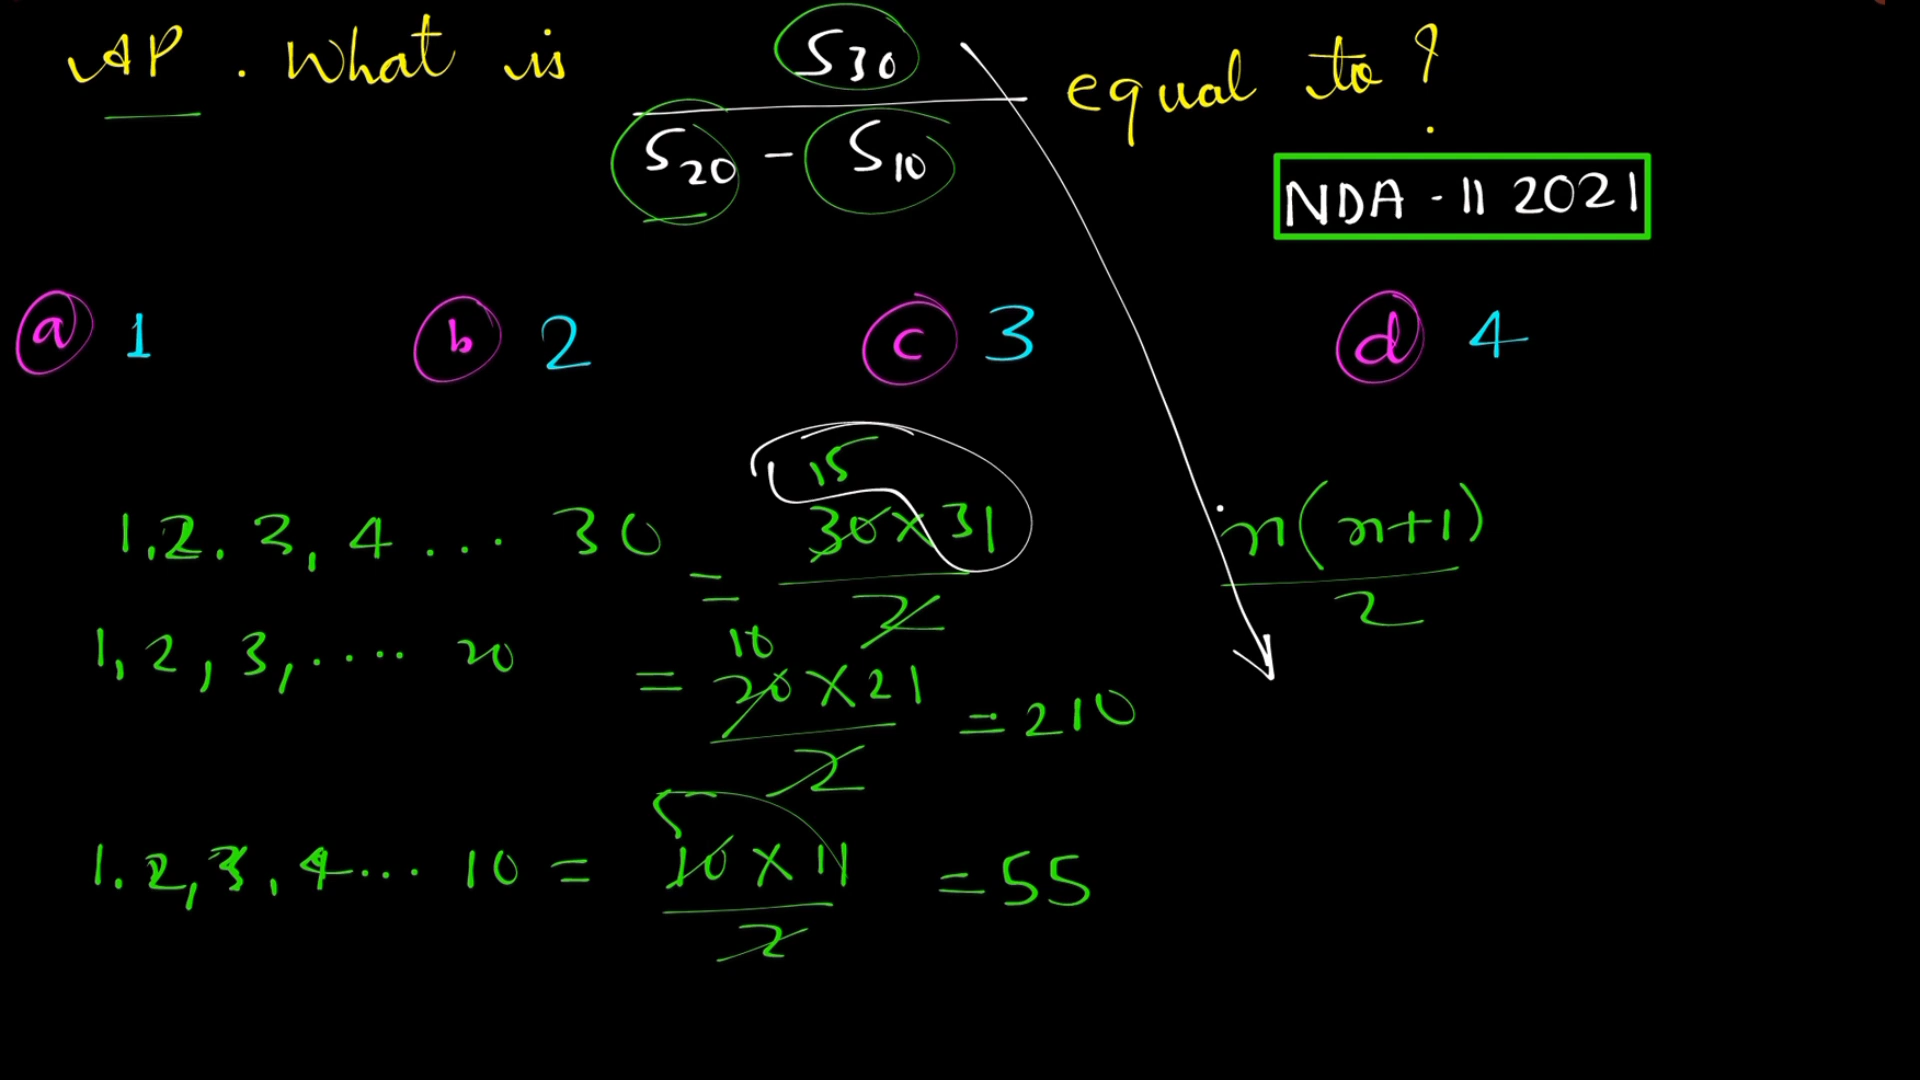 AP. What is S30 / S20 - S10 equal to?
NDA - II 2021
a 1 b 2 c 3 d 4
15
1, 2, 3, 4 ... 30 = 30 x 31 / 2 n(n+1) / 2
10
1, 2, 3, .... 20 = 20 x 21 / 2 = 210
1, 2, 3, 4 ... 10 = 10 x 11 / 2 = 55